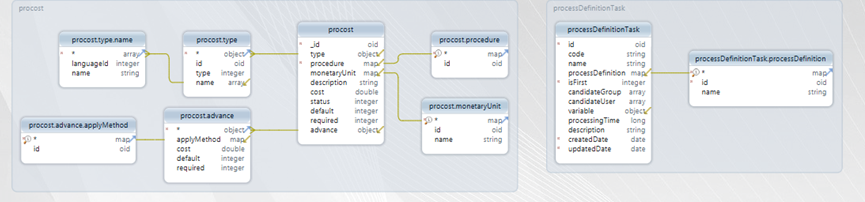 procost
procost.type.name
* array
languageId integer
name string
procost.type
* object
id oid
type integer
name array
procost
_id oid
type object
procedure map
monetaryUnit map
description string
cost double
status integer
default integer
required integer
advance object
procost.procedure
* map
id oid
procost.monetaryUnit
* map
id oid
name string
procost.advance.applyMethod
* map
id oid
procost.advance
* object
applyMethod map
cost double
default integer
required integer
processDefinitionTask
processDefinitionTask
id oid
code string
name string
processDefinition map
isFirst integer
candidateGroup array
candidateUser array
variable object
processingTime long
description string
createdDate date
updatedDate date
processDefinitionTask.processDefinition
* map
id oid
name string